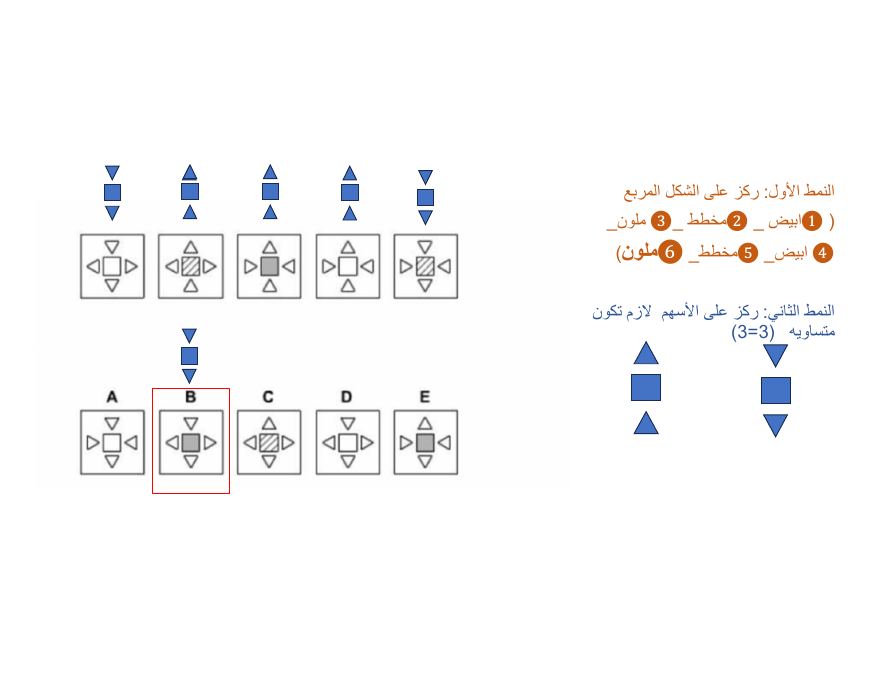 النمط الأول: ركز على الشكل المربع
( 1ابيض _ 2مخطط _ 3 ملون_
4 ابيض_ 5مخطط_ 6ملون)
النمط الثاني: ركز على الأسهم لازم تكون
متساويه (3=3)
A B C D E